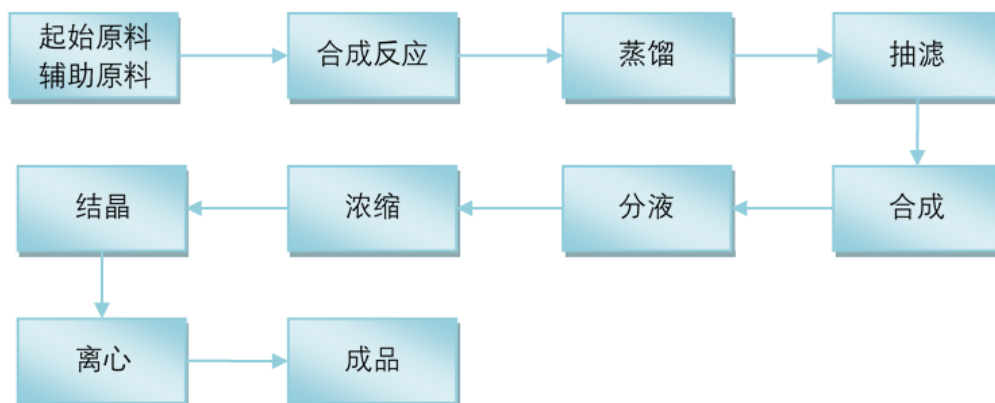 起始原料
辅助原料
合成反应
蒸馏
抽滤
合成
分液
浓缩
结晶
离心
成品